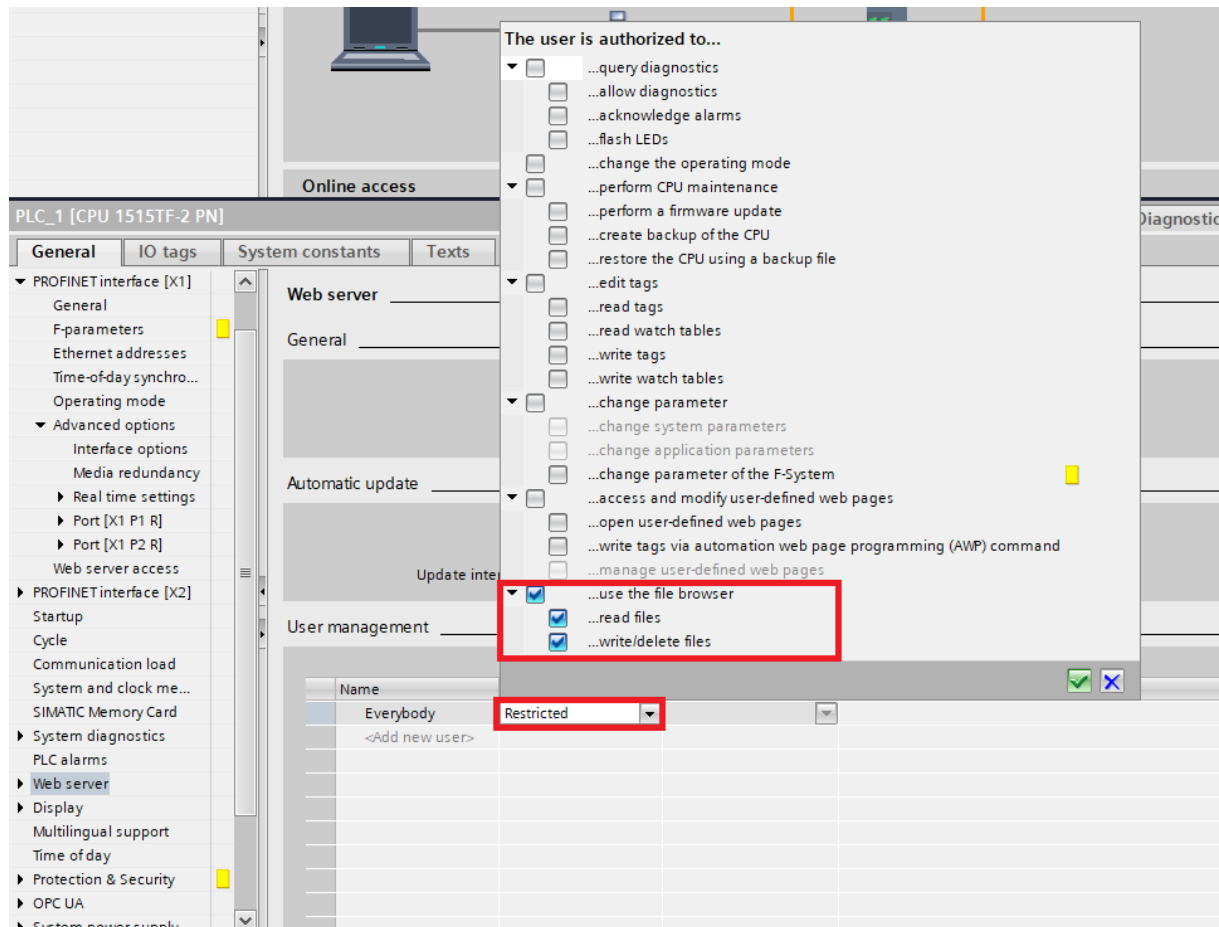 The user is authorized to...
...query diagnostics
...allow diagnostics
...acknowledge alarms
...flash LEDs
...change the operating mode
...perform CPU maintenance
...perform a firmware update
...create backup of the CPU
...restore the CPU using a backup file
...edit tags
...read tags
...read watch tables
...write tags
...write watch tables
...change parameter
...change system parameters
...change application parameters
...change parameter of the F-System
...access and modify user-defined web pages
...open user-defined web pages
...write tags via automation web page programming (AWP) command
...manage user-defined web pages
...use the file browser
...read files
...write/delete files
Online access
PLC_1 [CPU 1515TF-2 PN]
General IO tags System constants Texts
PROFINET interface [X1]
General
F-parameters
Ethernet addresses
Time-of-day synchro...
Operating mode
Advanced options
Interface options
Media redundancy
Real time settings
Port [X1 P1 R]
Port [X1 P2 R]
Web server access
PROFINET interface [X2]
Startup
Cycle
Communication load
System and clock me...
SIMATIC Memory Card
System diagnostics
PLC alarms
Web server
Display
Multilingual support
Time of day
Protection & Security
OPC UA
System power supply
Web server
General
Automatic update
Update
User management
Name
Everybody Restricted
<Add new user>